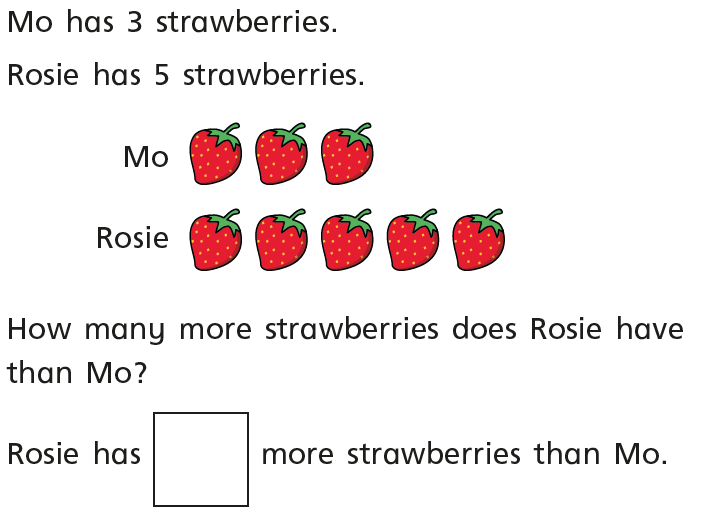 Mo has 3 strawberries.
Rosie has 5 strawberries.
Mo
Rosie
How many more strawberries does Rosie have
than Mo?
Rosie has more strawberries than Mo.